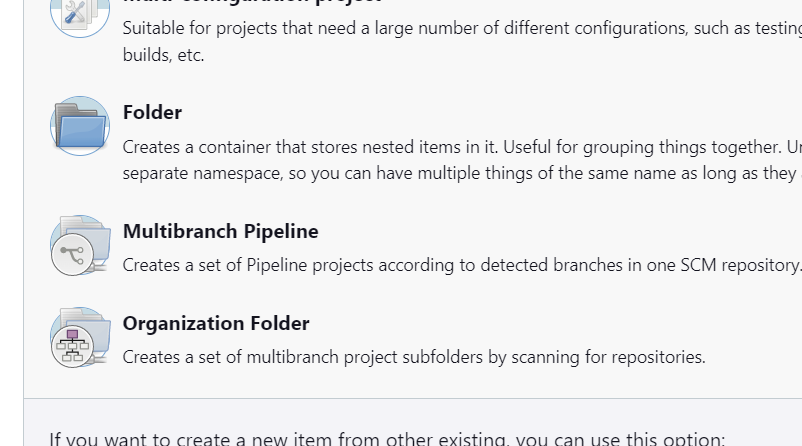 Multi-configuration project
Suitable for projects that need a large number of different configurations, such as testing
builds, etc.
Folder
Creates a container that stores nested items in it. Useful for grouping things together. Un
separate namespace, so you can have multiple things of the same name as long as they
Multibranch Pipeline
Creates a set of Pipeline projects according to detected branches in one SCM repository.
Organization Folder
Creates a set of multibranch project subfolders by scanning for repositories.
If you want to create a new item from other existing, you can use this option: